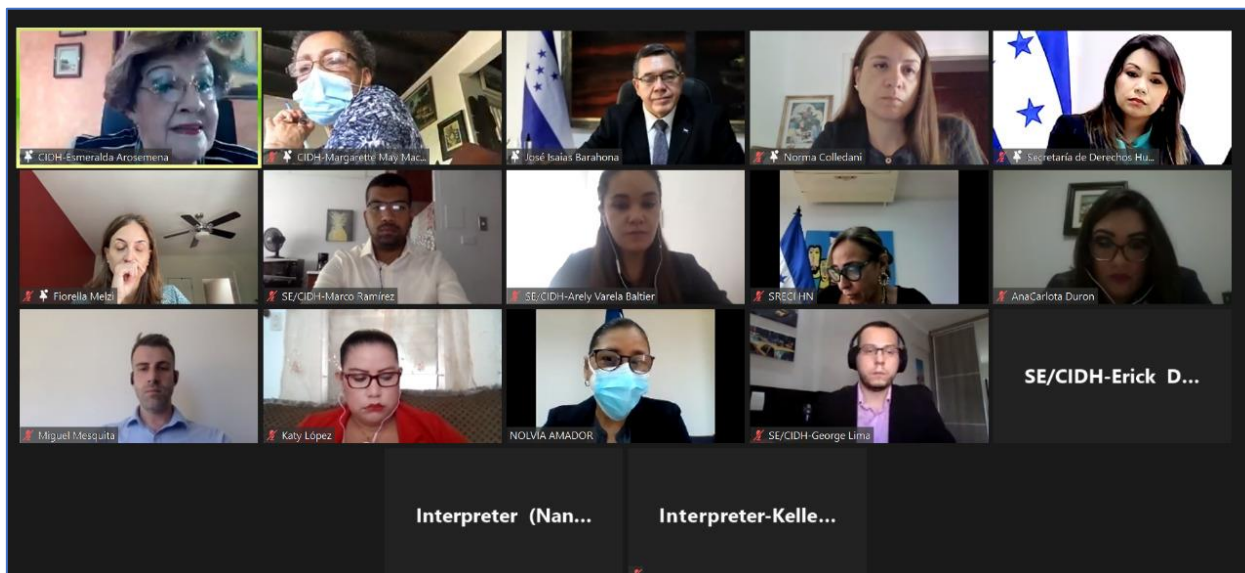 CIDH-Esmeralda Arosemena
CIDH-Margarette May Mac...
José Isaias Barahona
Norma Colledani
Secretaría de Derechos Hu...
Fiorella Melzi
SE/CIDH-Marco Ramírez
SE/CIDH-Arely Varela Baltier
SRECI HN
AnaCarlota Duron
Miguel Mesquita
Katy López
NOLVIA AMADOR
SE/CIDH-George Lima
SE/CIDH-Erick D...
Interpreter (Nan...
Interpreter-Kelle...